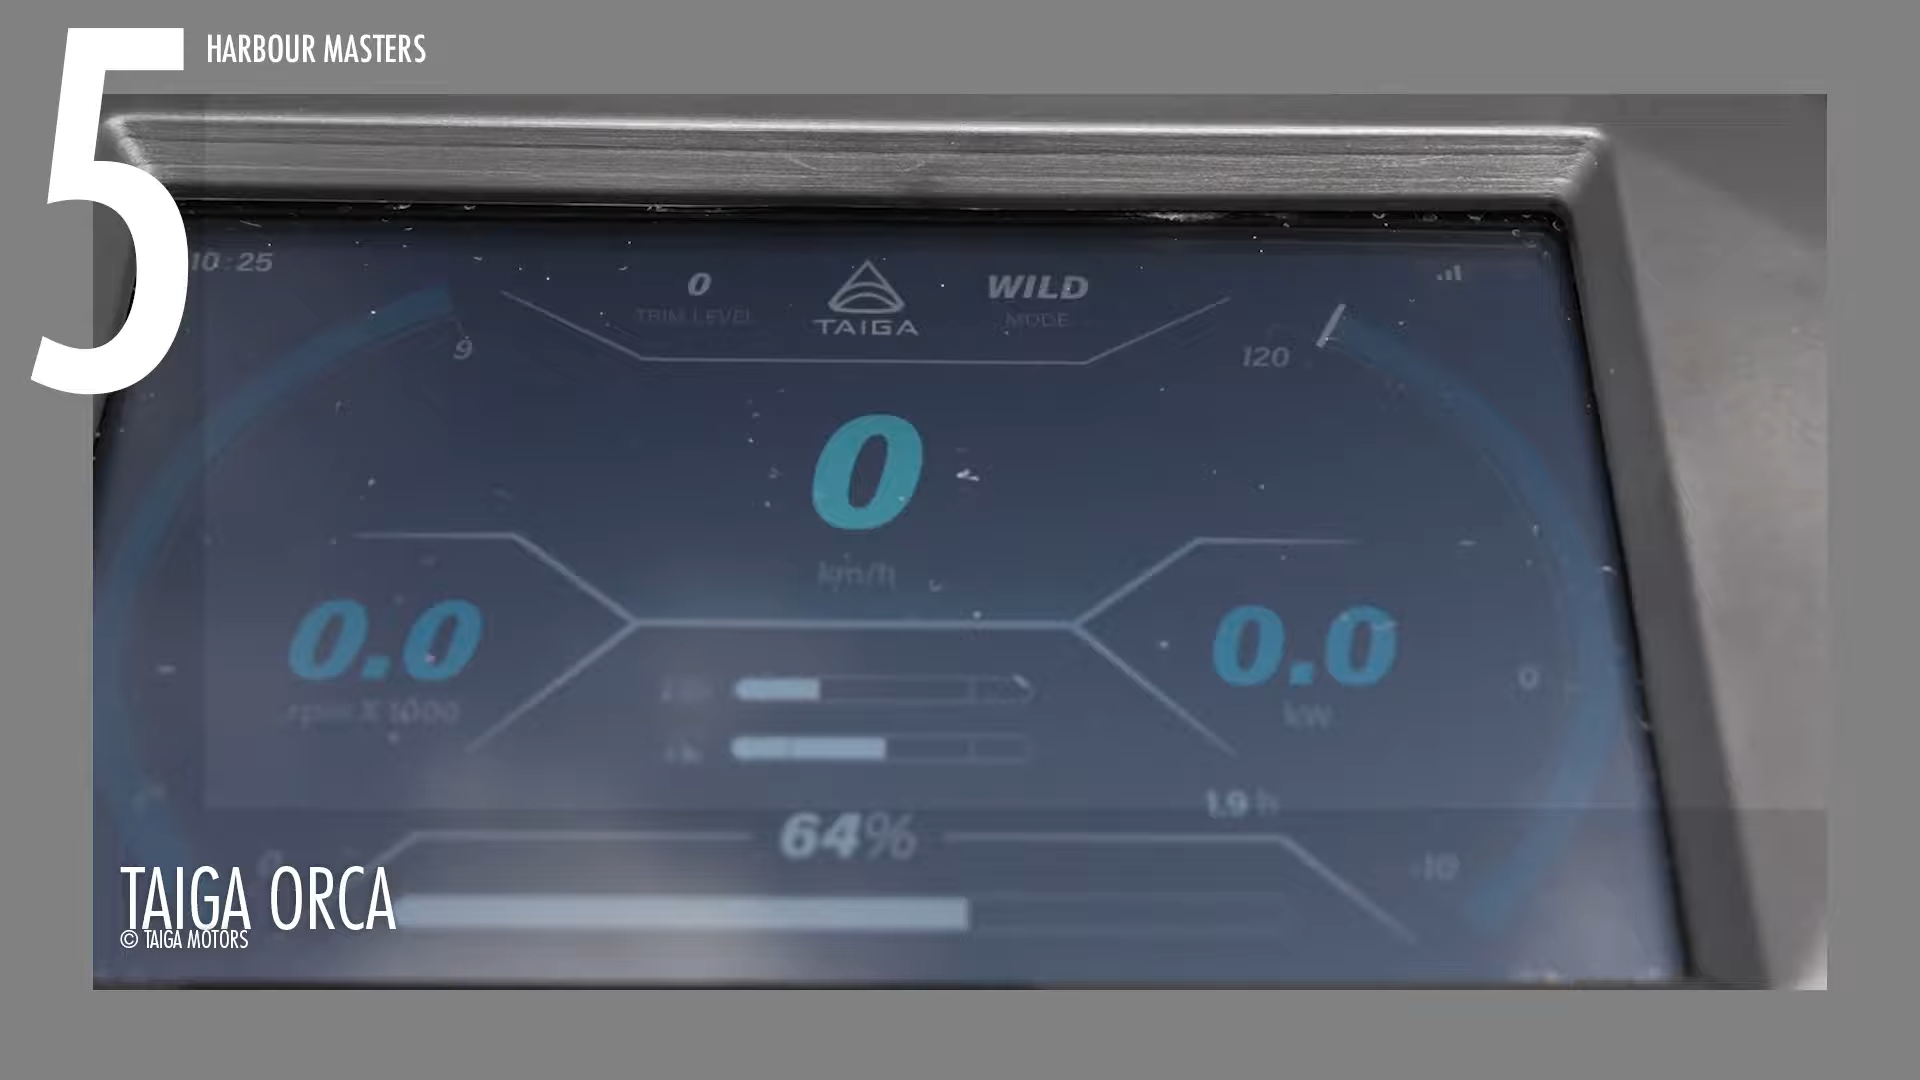 5
HARBOUR MASTERS
10:25
0
TRIM LEVEL
TAIGA
WILD
MODE
9
120
0
km/h
0.0
rpm X 1000
0.0
kw
0
1.9 h
64%
0
-10
TAIGA ORCA
© TAIGA MOTORS